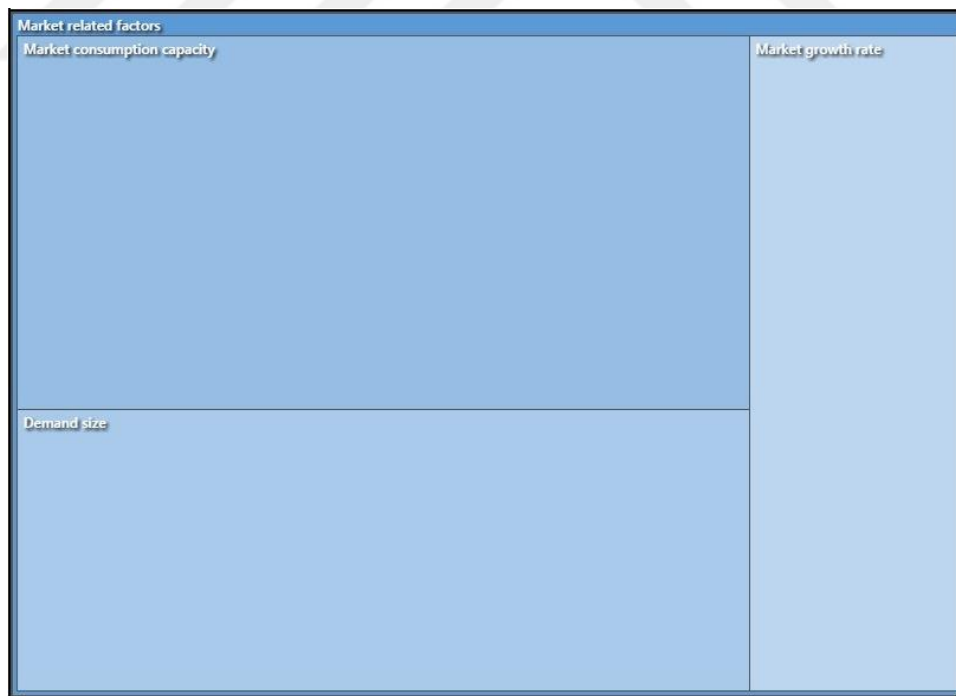 Market related factors
Market consumption capacity
Market growth rate
Demand size